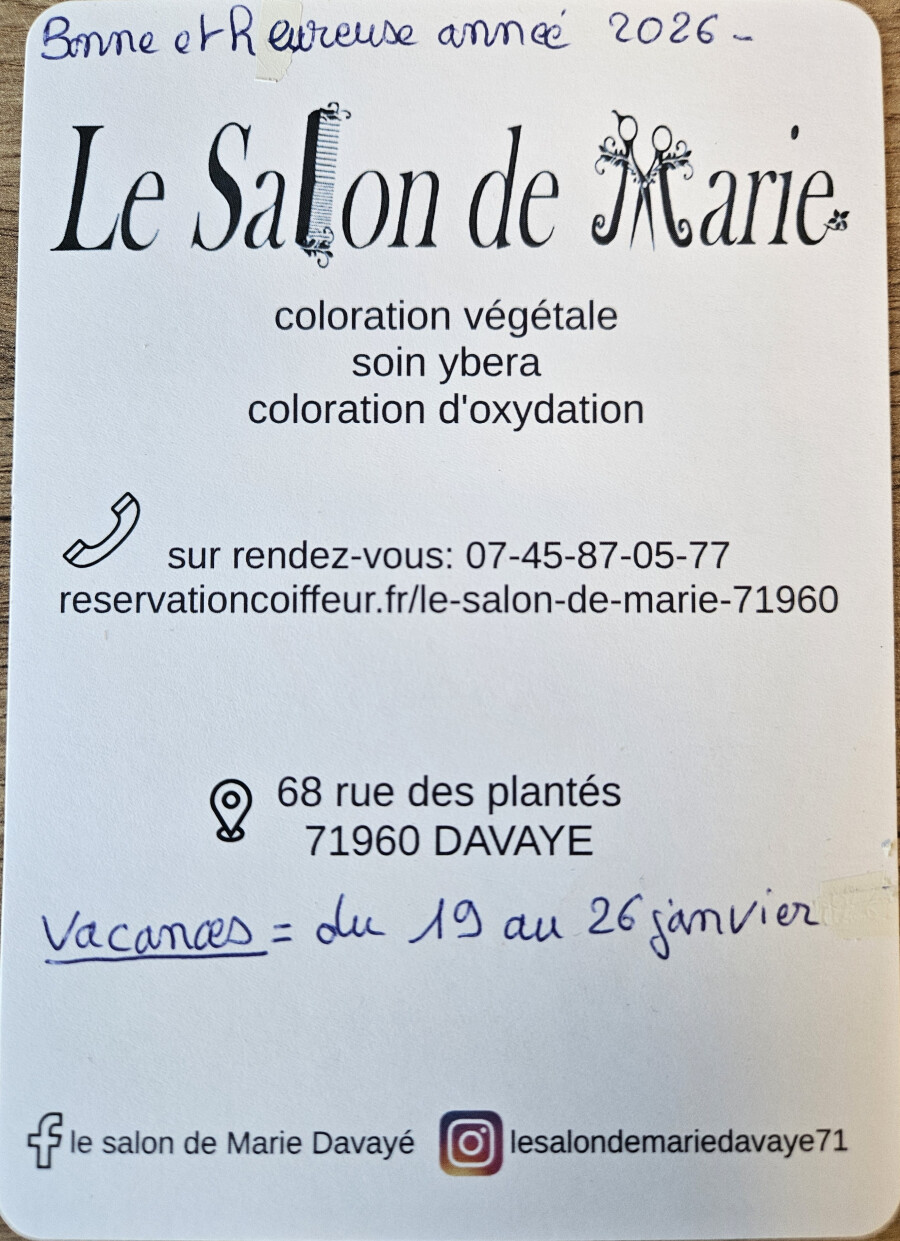 Bonne et Heureuse année 2026 -
Le Salon de Marie
coloration végétale
soin ybera
coloration d'oxydation
sur rendez-vous: 07-45-87-05-77
reservationcoiffeur.fr/le-salon-de-marie-71960
68 rue des plantés
71960 DAVAYE
Vacances = du 19 au 26 janvier
le salon de Marie Davayé lesalondemariedavaye71